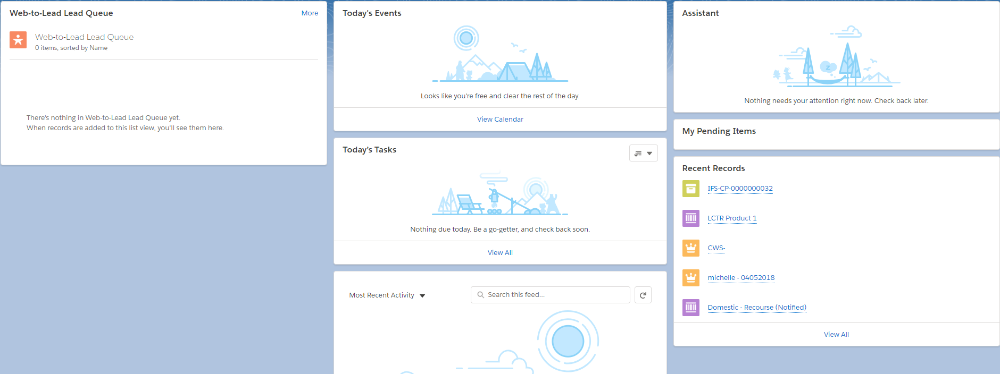 Web-to-Lead Lead Queue
More
Web-to-Lead Lead Queue
0 items, sorted by Name
There's nothing in Web-to-Lead Lead Queue yet.
When records are added to this list view, you'll see them here.
Today's Events
Looks like you're free and clear the rest of the day.
View Calendar
Today's Tasks
Nothing due today. Be a go-getter, and check back soon.
View All
Most Recent Activity
Search this feed...
Assistant
z
Nothing needs your attention right now. Check back later.
My Pending Items
Recent Records
IFS-CP-0000000032
LCTR Product 1
CWS-
michelle - 04052018
Domestic - Recourse (Notified)
View All